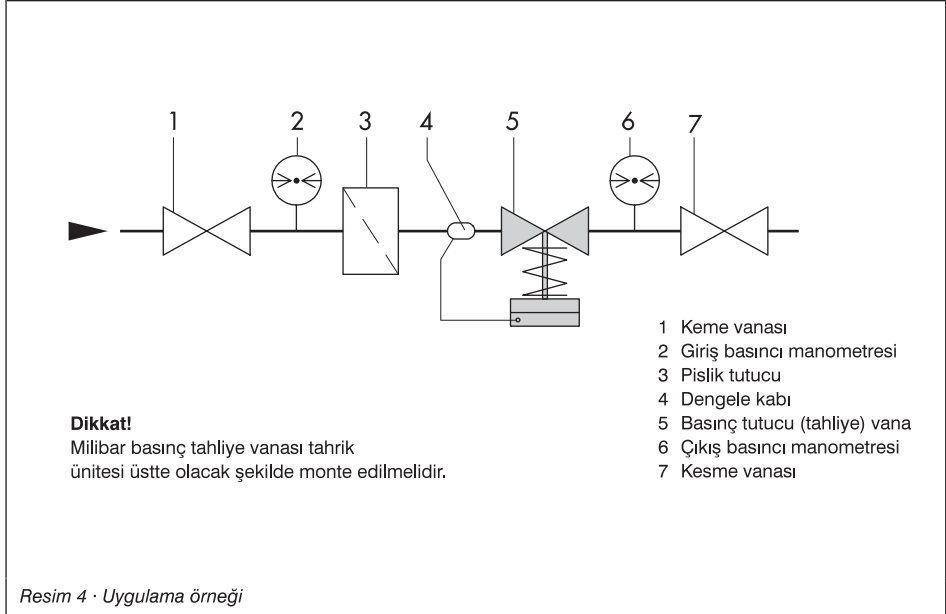 1 2 3 4 5 6 7
1 Keme vanası
2 Giriş basıncı manometresi
3 Pislik tutucu
4 Dengele kabı
5 Basınç tutucu (tahliye) vana
6 Çıkış basıncı manometresi
7 Kesme vanası
Dikkat!
Milibar basınç tahliye vanası tahrik
ünitesi üstte olacak şekilde monte edilmelidir.
Resim 4 · Uygulama örneği